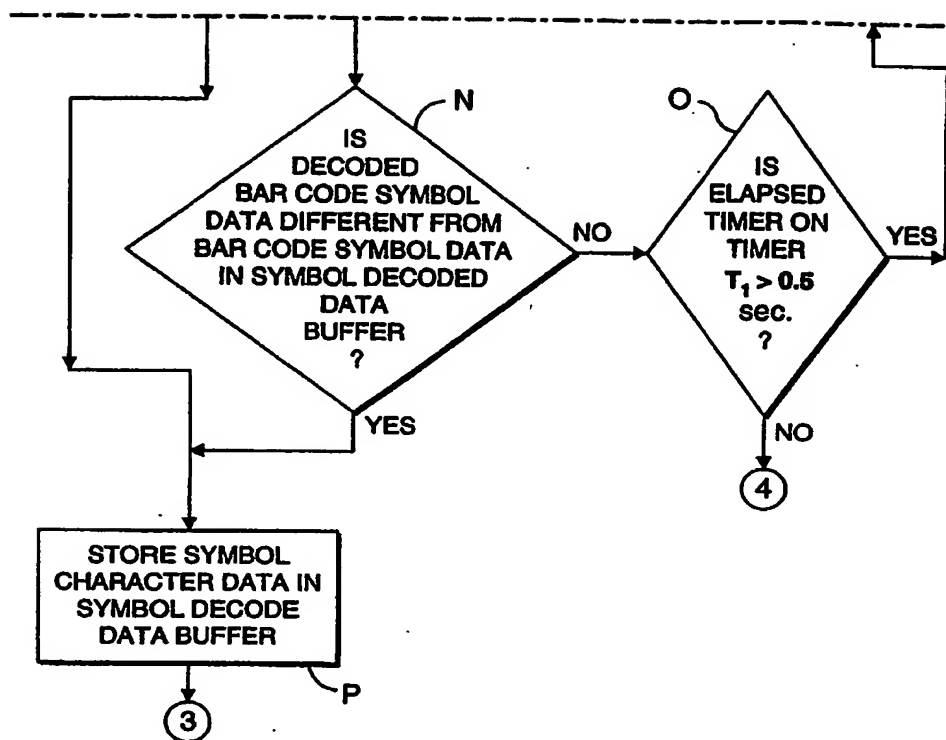 N
IS
DECODED
BAR CODE SYMBOL
DATA DIFFERENT FROM
BAR CODE SYMBOL DATA
IN SYMBOL DECODED
DATA
BUFFER
?
NO
YES
O
IS
ELAPSED
TIMER ON
TIMER
T₁ > 0.5
sec.
?
YES
NO
4
STORE SYMBOL
CHARACTER DATA IN
SYMBOL DECODE
DATA BUFFER
P
3